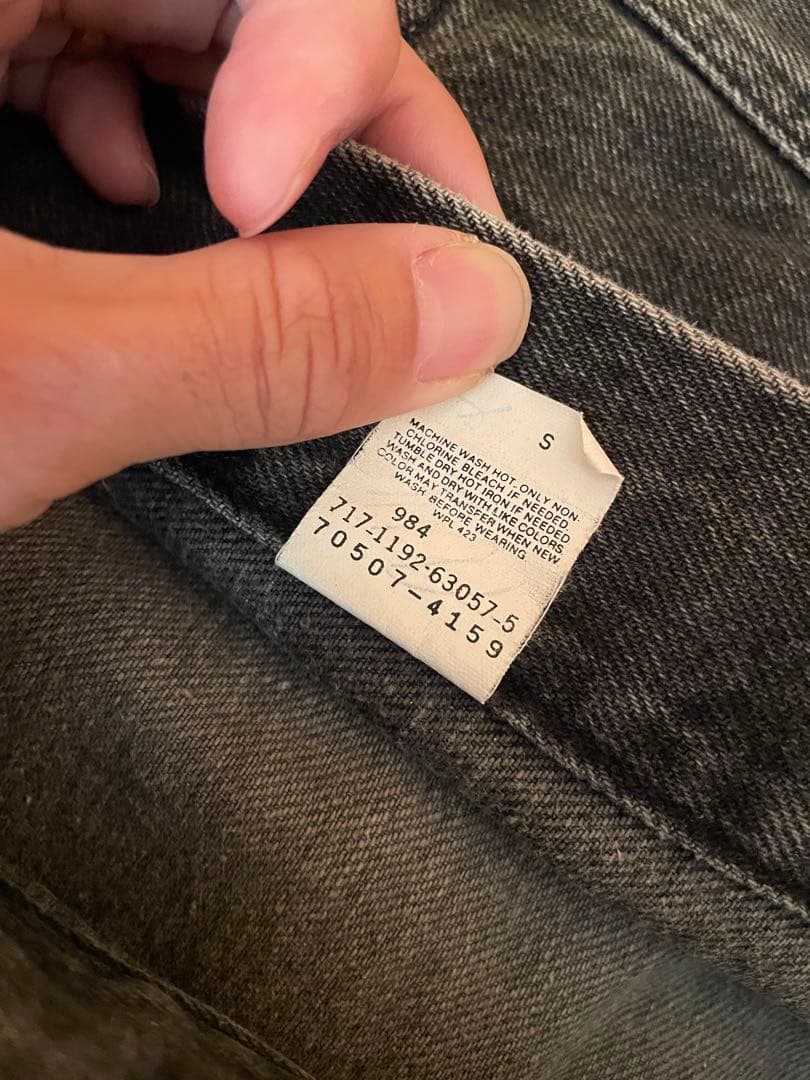 S
MACHINE WASH HOT. ONLY NON-
CHLORINE, BLEACH, IF NEEDED.
TUMBLE DRY, HOT IRON IF NEEDED
WASH AND DRY WITH LIKE COLORS.
COLOR MAY TRANSFER WHEN NEW
WASH BEFORE WEARING.
WPL 423
984
717-1192-63057-5
70507-4159